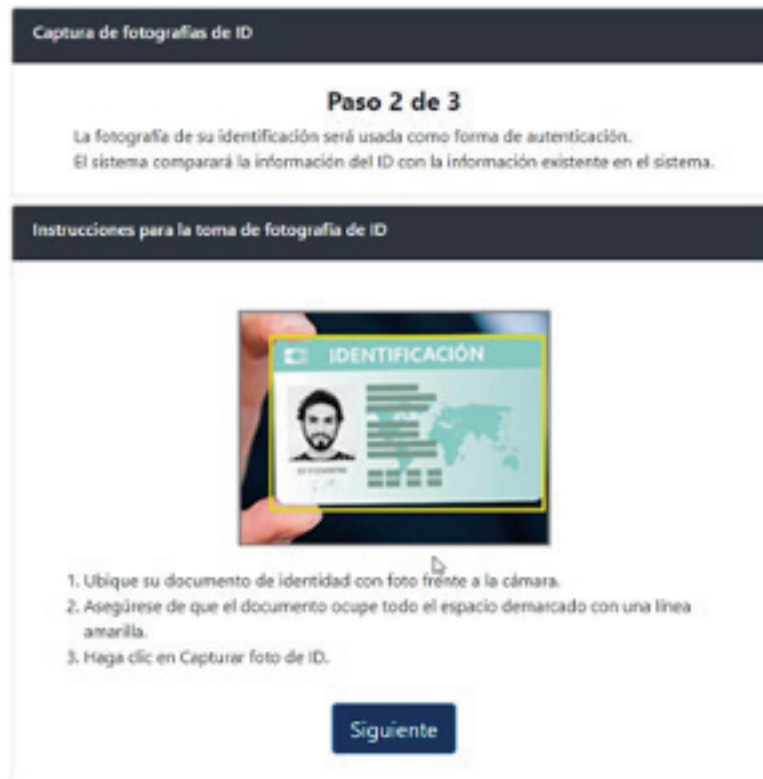 Captura de fotografías de ID
Paso 2 de 3
La fotografía de su identificación será usada como forma de autenticación.
El sistema comparará la información del ID con la información existente en el sistema.
Instrucciones para la toma de fotografía de ID
IDENTIFICACIÓN
1. Ubique su documento de identidad con foto frente a la cámara.
2. Asegúrese de que el documento ocupe todo el espacio demarcado con una línea
amarilla.
3. Haga clic en Capturar foto de ID.
Siguiente